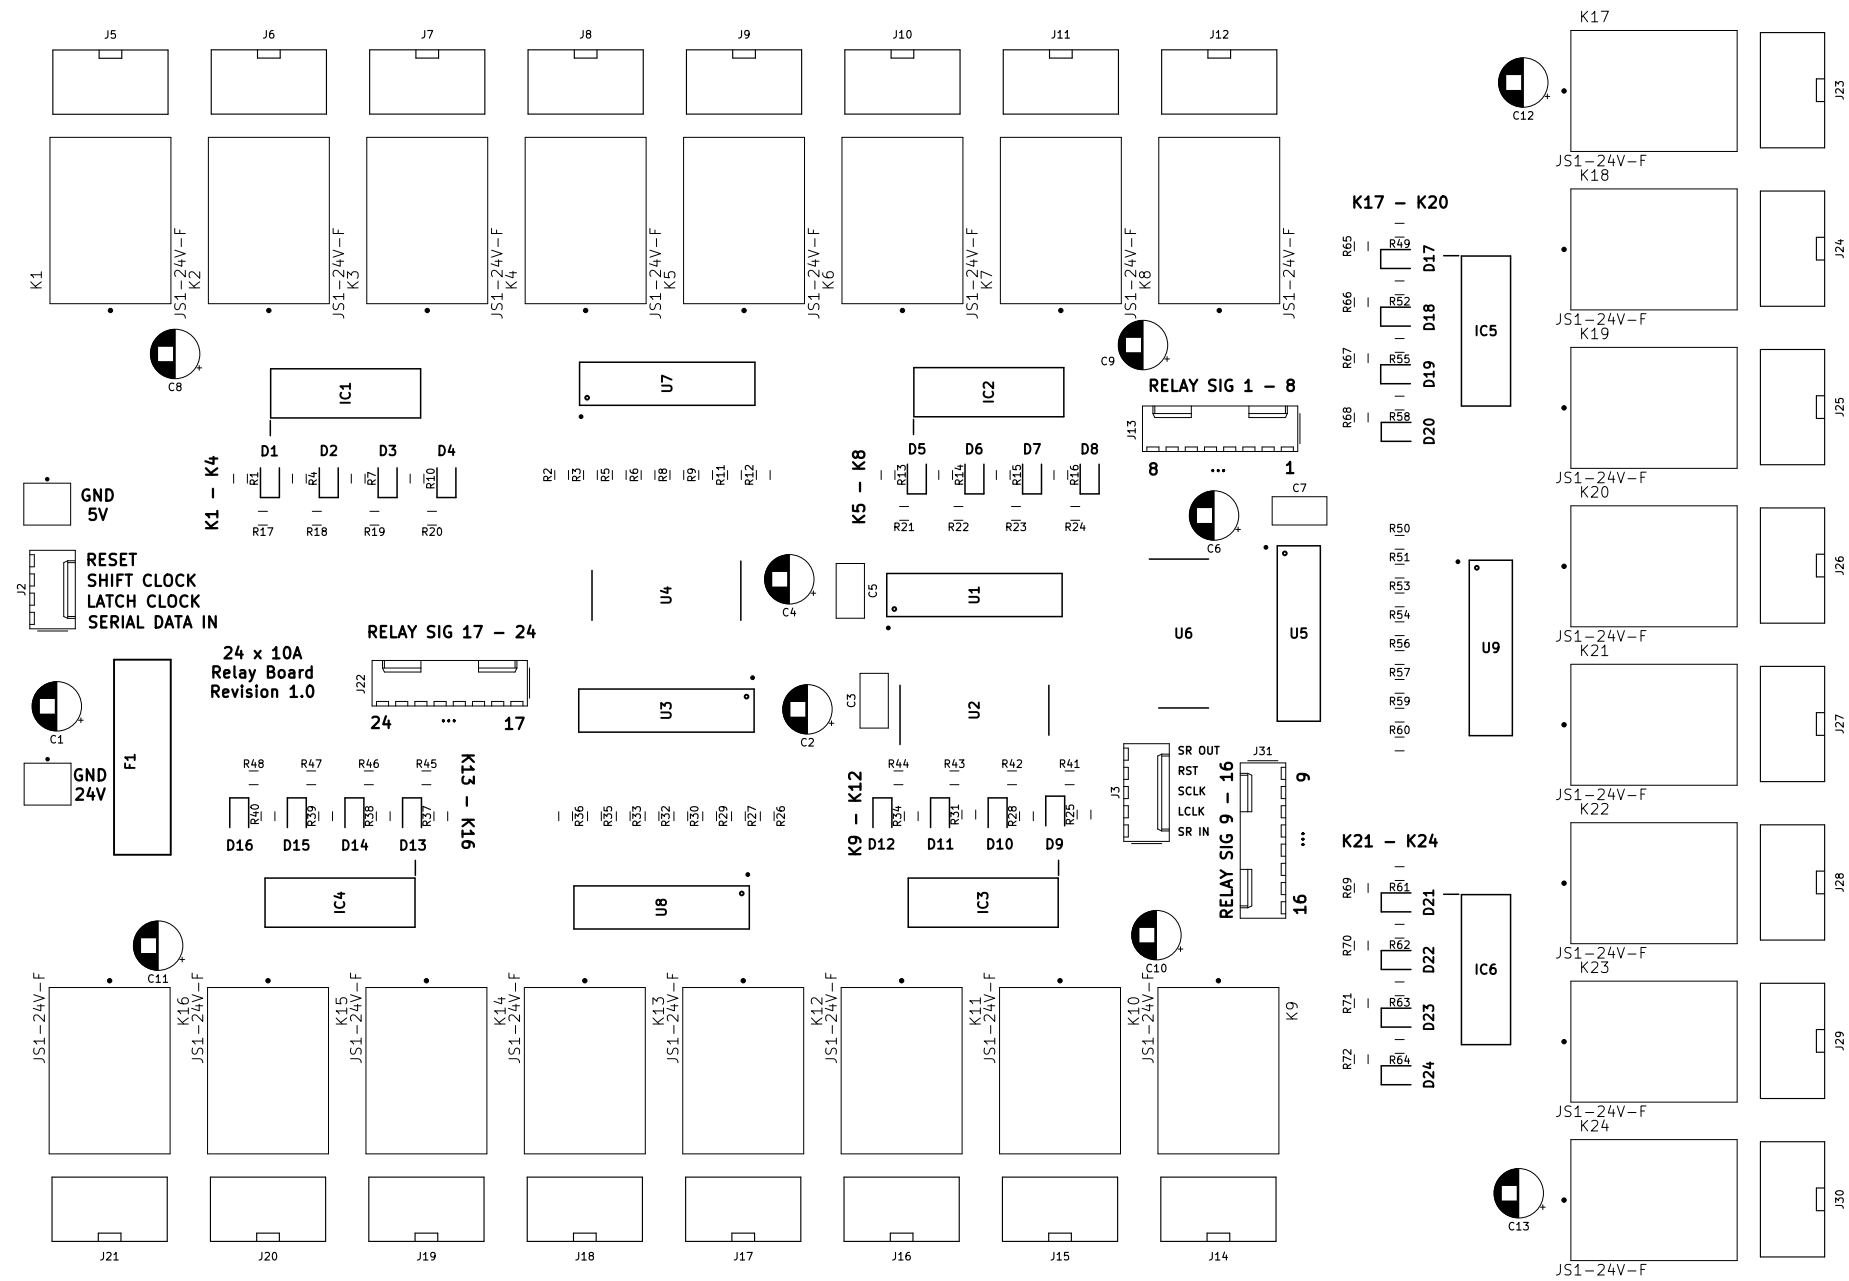 J5
J6
J7
J8
J9
J10
J11
J12
K17
J23
C12
JS1-24V-F
K18
J24
K17 - K20
K1
JS1-24V-F
K2
JS1-24V-F
K3
JS1-24V-F
K4
JS1-24V-F
K5
JS1-24V-F
K6
JS1-24V-F
K7
JS1-24V-F
K8
JS1-24V-F
R65
R49
D17
R66
R52
D18
IC5
R67
R55
D19
R68
R58
D20
JS1-24V-F
K19
J25
C8
C9
IC1
U7
IC2
RELAY SIG 1 - 8
J13
8
...
1
K1 - K4
D1
D2
D3
D4
R1
R4
R7
R10
R17
R18
R19
R20
R2
R3
R5
R6
R8
R9
R11
R12
K5 - K8
D5
D6
D7
D8
R13
R14
R15
R16
R21
R22
R23
R24
C7
C6
JS1-24V-F
K20
J26
GND
5V
J2
RESET
SHIFT CLOCK
LATCH CLOCK
SERIAL DATA IN
U4
C4
C5
U1
U6
U5
R50
R51
R53
R54
R56
R57
R59
R60
U9
JS1-24V-F
K21
J27
24 x 10A
Relay Board
Revision 1.0
RELAY SIG 17 - 24
J22
24
...
17
C1
F1
GND
24V
U3
C3
C2
U2
J3
SR OUT
RST
SCLK
LCLK
SR IN
J31
RELAY SIG 9 - 16
9
...
16
JS1-24V-F
K22
J28
R48
R47
R46
R45
K13 - K16
R40
R39
R38
R37
D16
D15
D14
D13
R36
R35
R33
R32
R30
R29
R27
R26
R44
R43
R42
R41
K9 - K12
R34
R31
R28
R25
D12
D11
D10
D9
IC4
U8
IC3
K21 - K24
R69
R61
D21
R70
R62
D22
IC6
R71
R63
D23
R72
R64
D24
C11
C10
JS1-24V-F
K23
J29
JS1-24V-F
K16
JS1-24V-F
K15
JS1-24V-F
K14
JS1-24V-F
K13
JS1-24V-F
K12
JS1-24V-F
K11
JS1-24V-F
K10
JS1-24V-F
K9
JS1-24V-F
K24
J30
C13
JS1-24V-F
J21
J20
J19
J18
J17
J16
J15
J14